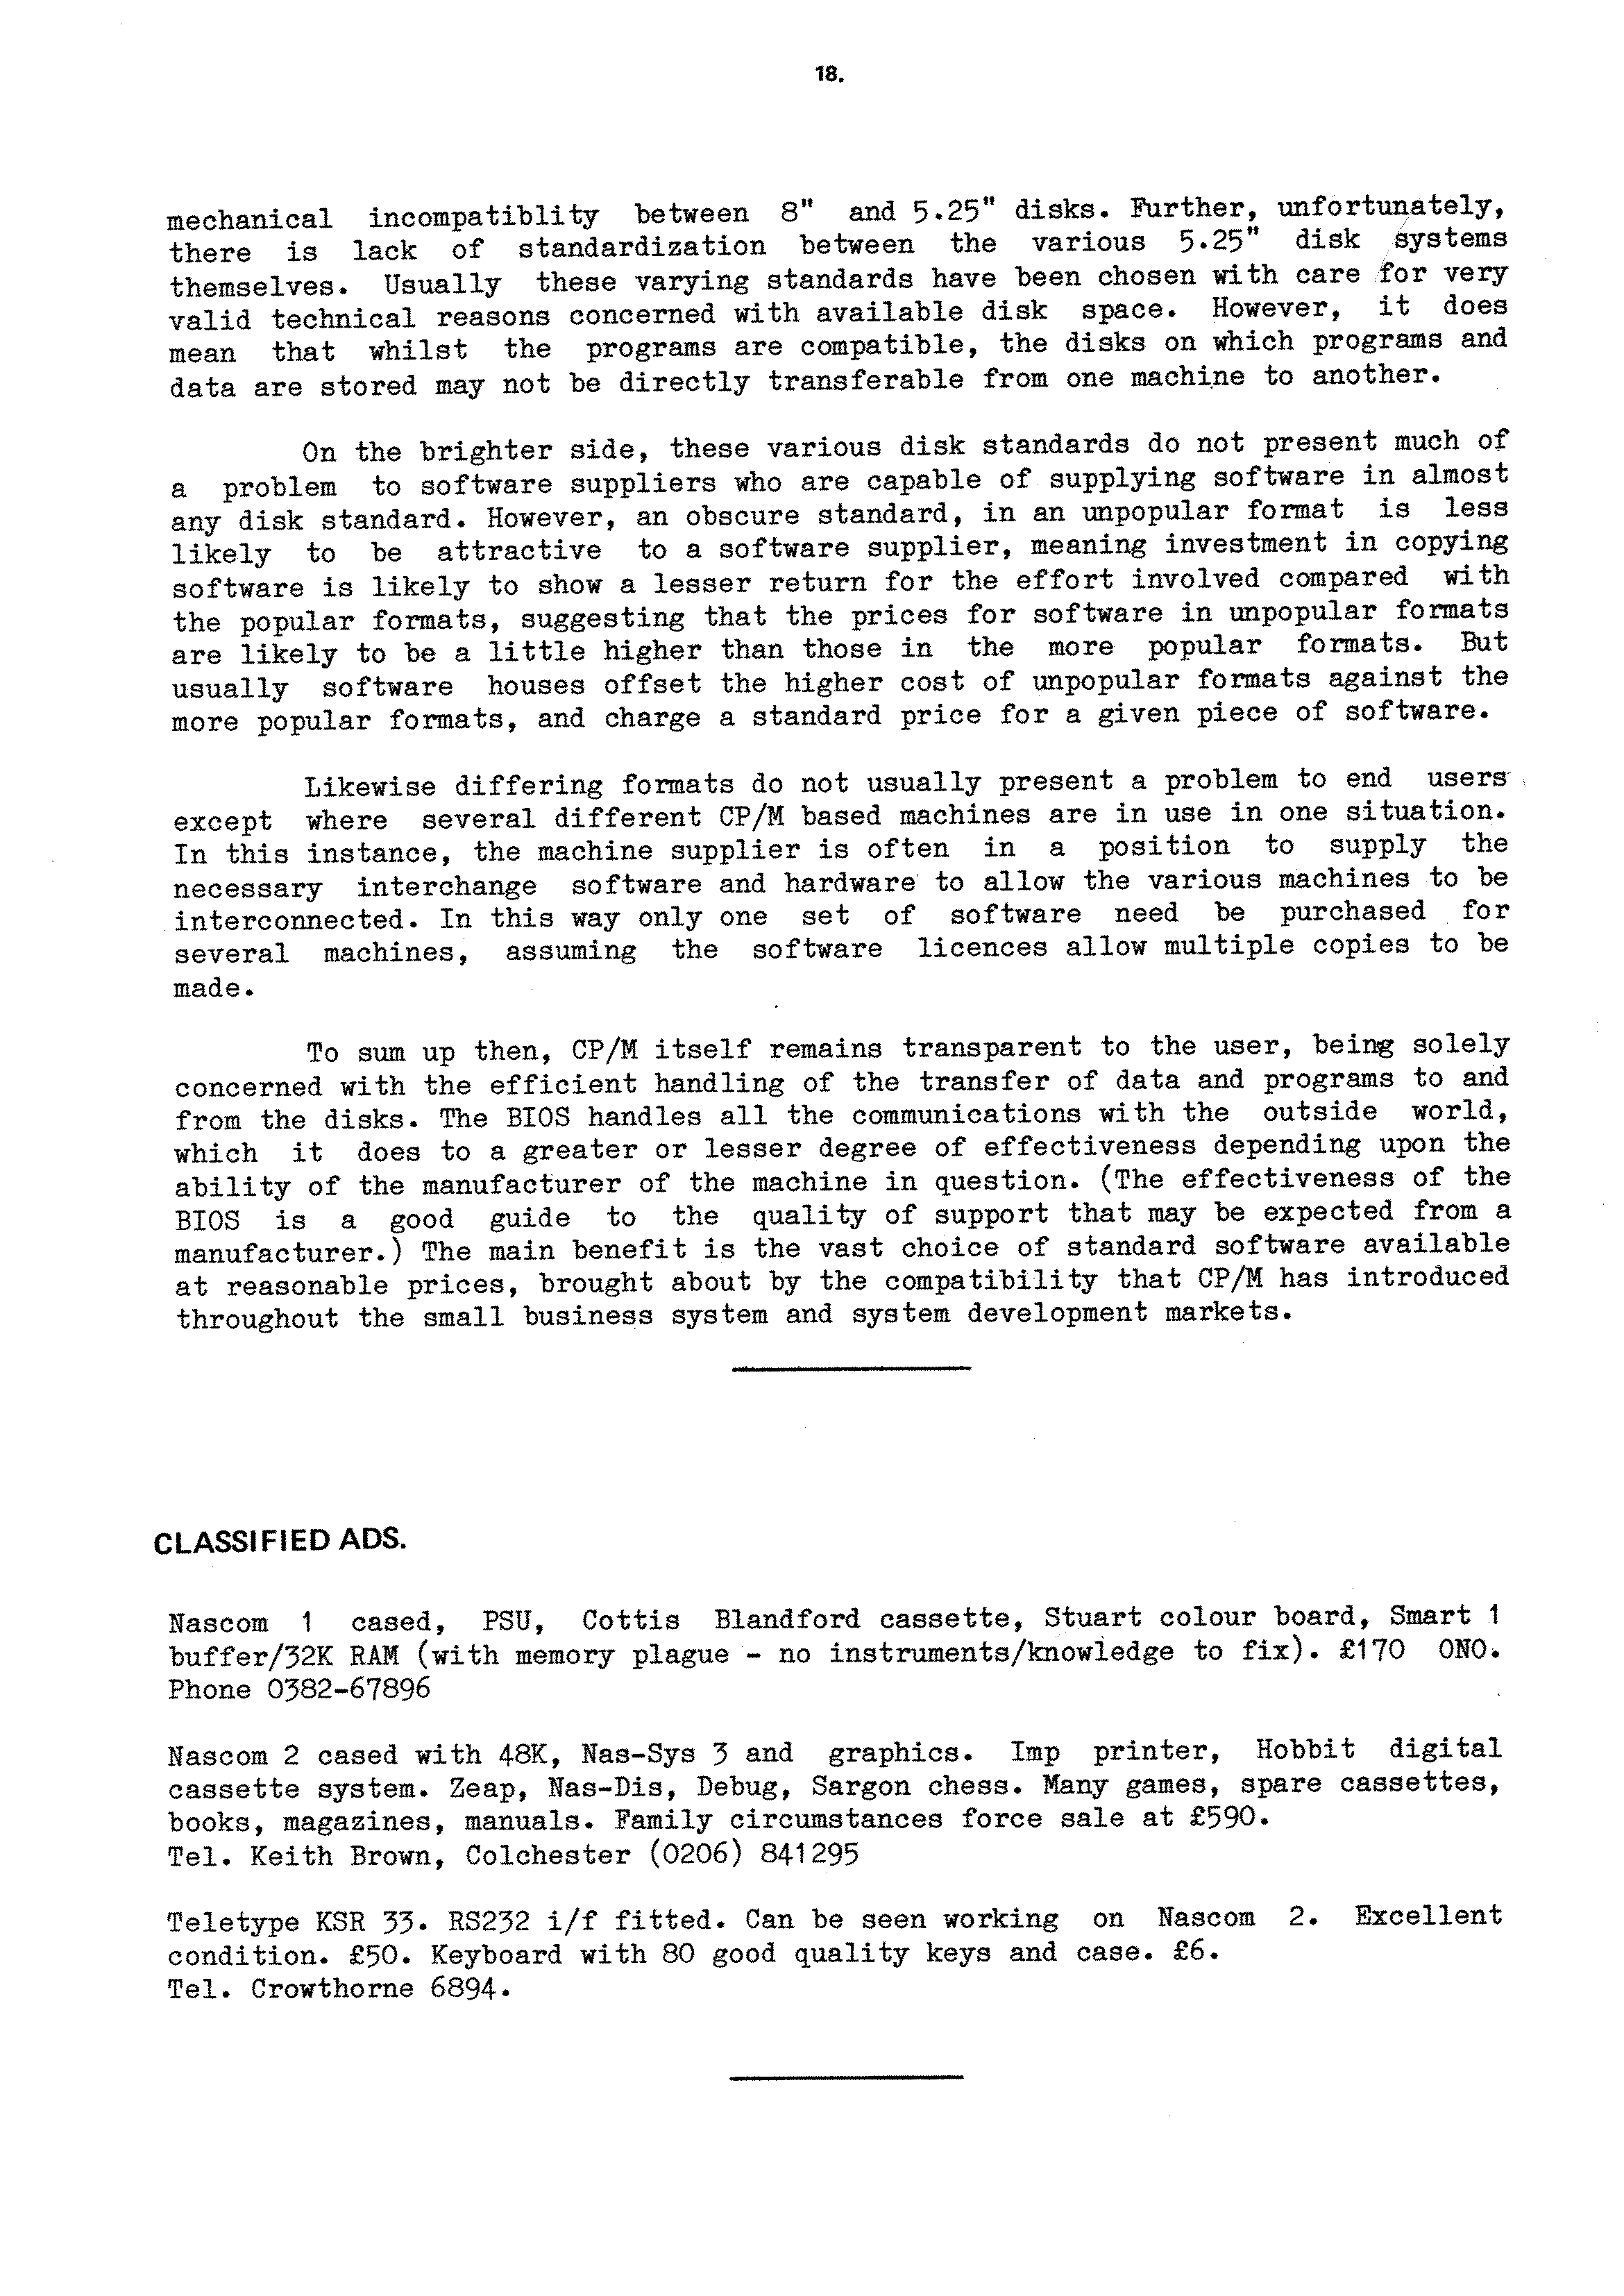 18.
mechanical incompatiblity between 8" and 5.25" disks. Further, unfortunately,
there is lack of standardization between the various 5.25" disk systems
themselves. Usually these varying standards have been chosen with care for very
valid technical reasons concerned with available disk space. However, it does
mean that whilst the programs are compatible, the disks on which programs and
data are stored may not be directly transferable from one machine to another.
On the brighter side, these various disk standards do not present much of
a problem to software suppliers who are capable of supplying software in almost
any disk standard. However, an obscure standard, in an unpopular format is less
likely to be attractive to a software supplier, meaning investment in copying
software is likely to show a lesser return for the effort involved compared with
the popular formats, suggesting that the prices for software in unpopular formats
are likely to be a little higher than those in the more popular formats. But
usually software houses offset the higher cost of unpopular formats against the
more popular formats, and charge a standard price for a given piece of software.
Likewise differing formats do not usually present a problem to end users
except where several different CP/M based machines are in use in one situation.
In this instance, the machine supplier is often in a position to supply the
necessary interchange software and hardware to allow the various machines to be
interconnected. In this way only one set of software need be purchased for
several machines, assuming the software licences allow multiple copies to be
made.
To sum up then, CP/M itself remains transparent to the user, being solely
concerned with the efficient handling of the transfer of data and programs to and
from the disks. The BIOS handles all the communications with the outside world,
which it does to a greater or lesser degree of effectiveness depending upon the
ability of the manufacturer of the machine in question. (The effectiveness of the
BIOS is a good guide to the quality of support that may be expected from a
manufacturer.) The main benefit is the vast choice of standard software available
at reasonable prices, brought about by the compatibility that CP/M has introduced
throughout the small business system and system development markets.
CLASSIFIED ADS.
Nascom 1 cased, PSU, Cottis Blandford cassette, Stuart colour board, Smart 1
buffer/32K RAM (with memory plague - no instruments/knowledge to fix). £170 ONO.
Phone 0382-67896
Nascom 2 cased with 48K, Nas-Sys 3 and graphics. Imp printer, Hobbit digital
cassette system. Zeap, Nas-Dis, Debug, Sargon chess. Many games, spare cassettes,
books, magazines, manuals. Family circumstances force sale at £590.
Tel. Keith Brown, Colchester (0206) 841295
Teletype KSR 33. RS232 i/f fitted. Can be seen working on Nascom 2. Excellent
condition. £50. Keyboard with 80 good quality keys and case. £6.
Tel. Crowthorne 6894.